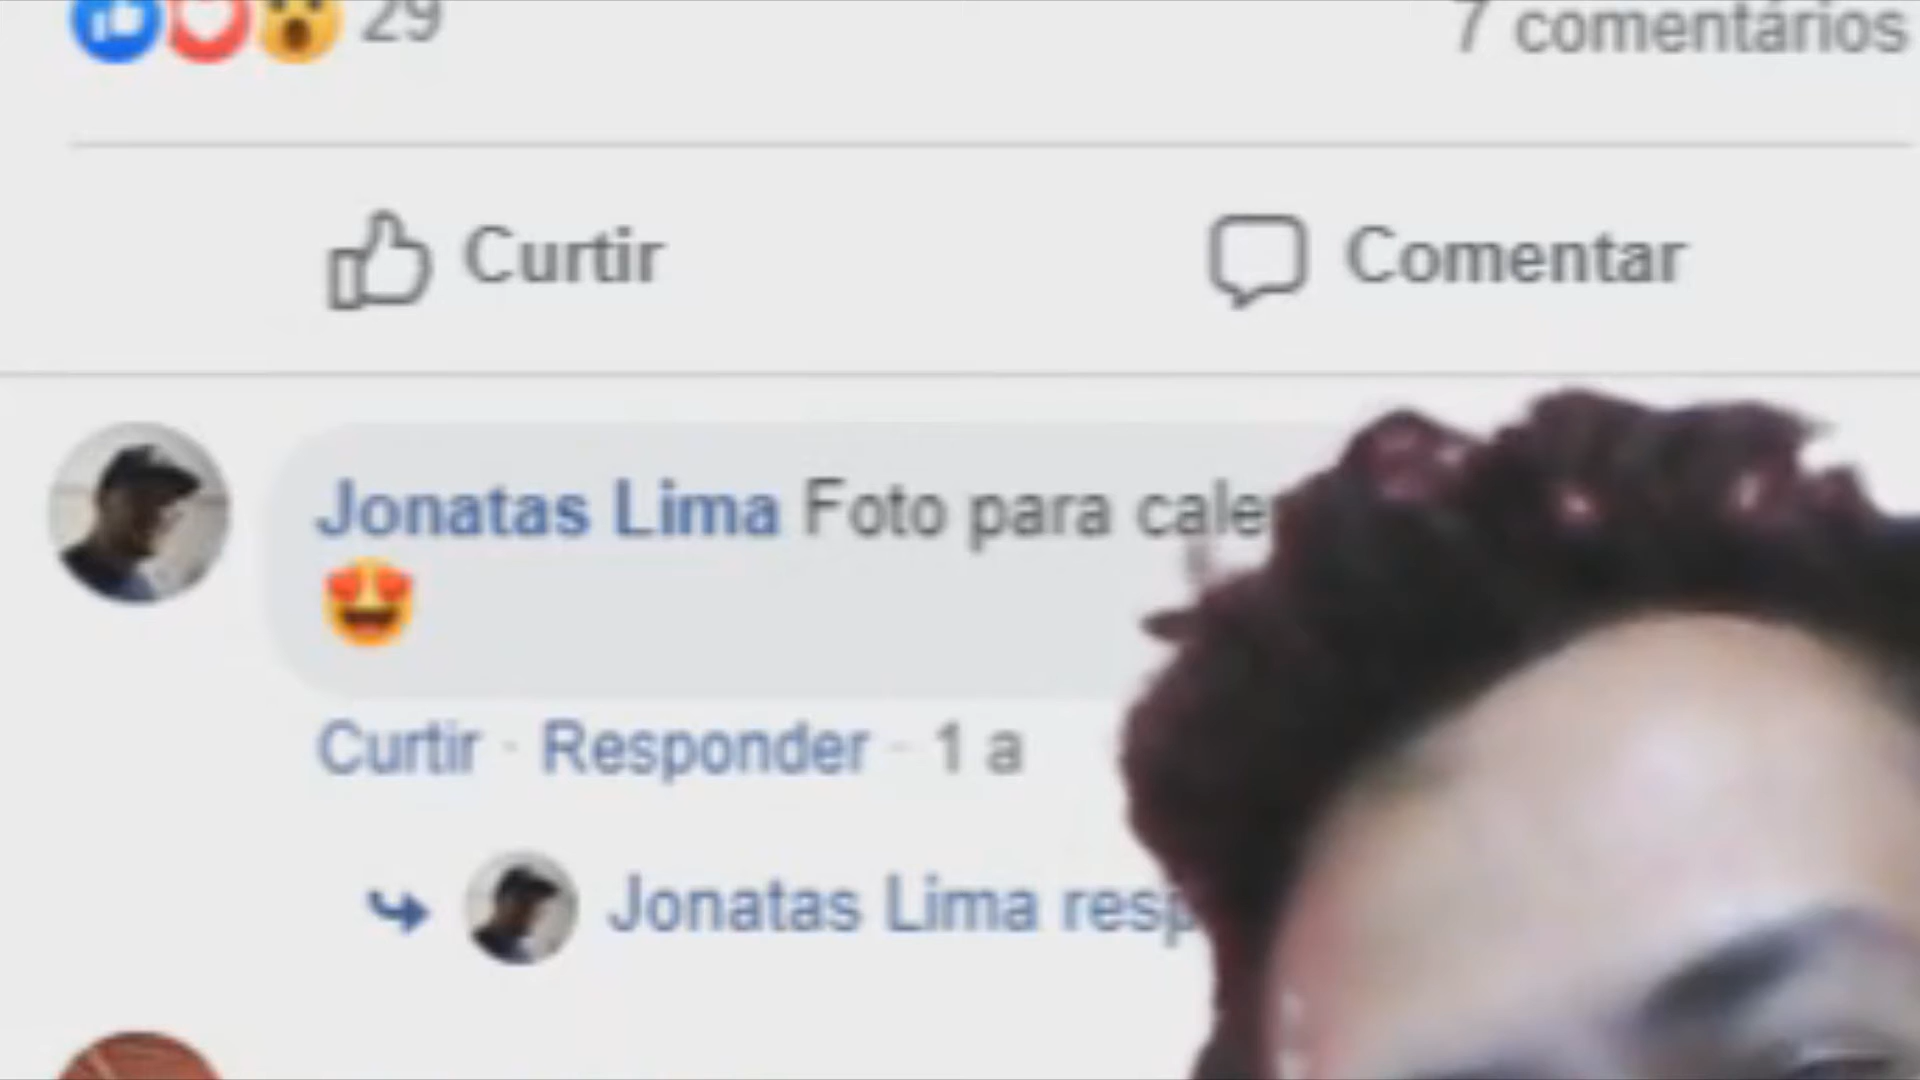 29
7 comentários
Curtir
Comentar
Jonatas Lima Foto para
Curtir · Responder · 1 a
Jonatas Lima